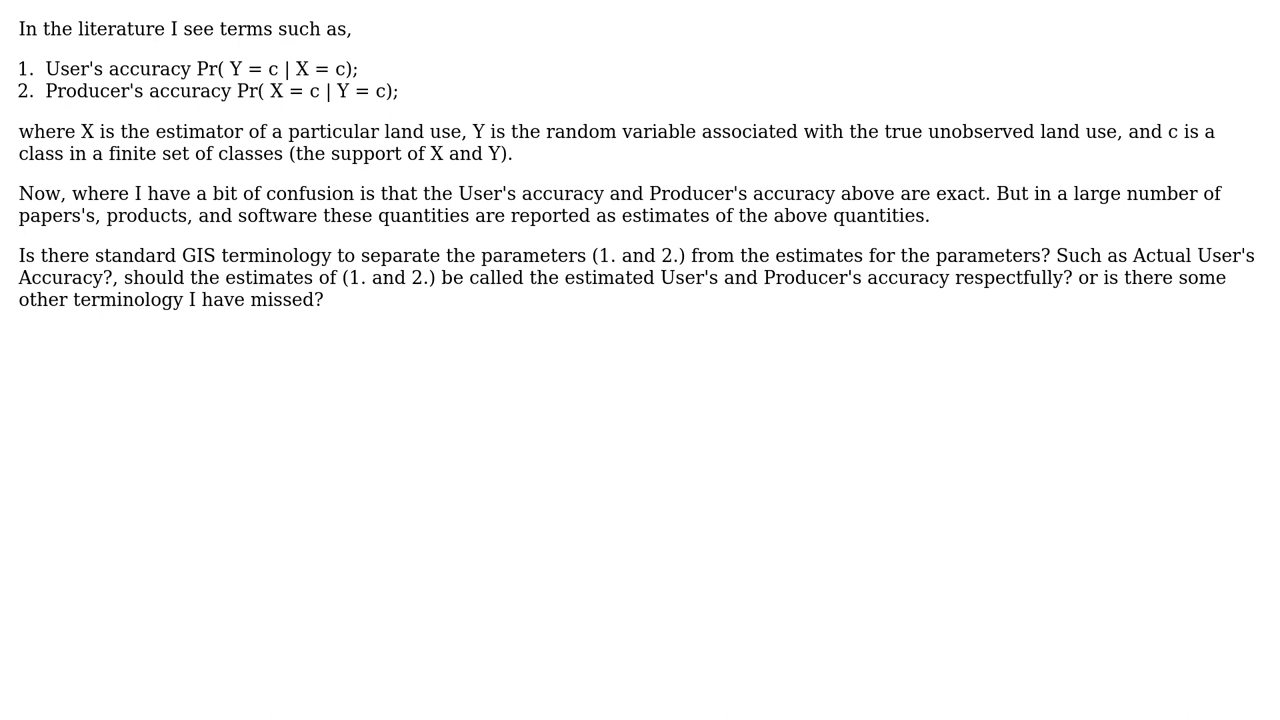 In the literature I see terms such as,
1. User's accuracy Pr( Y = c | X = c);
2. Producer's accuracy Pr( X = c | Y = c);
where X is the estimator of a particular land use, Y is the random variable associated with the true unobserved land use, and c is a
class in a finite set of classes (the support of X and Y).
Now, where I have a bit of confusion is that the User's accuracy and Producer's accuracy above are exact. But in a large number of
papers's, products, and software these quantities are reported as estimates of the above quantities.
Is there standard GIS terminology to separate the parameters (1. and 2.) from the estimates for the parameters? Such as Actual User's
Accuracy?, should the estimates of (1. and 2.) be called the estimated User's and Producer's accuracy respectfully? or is there some
other terminology I have missed?